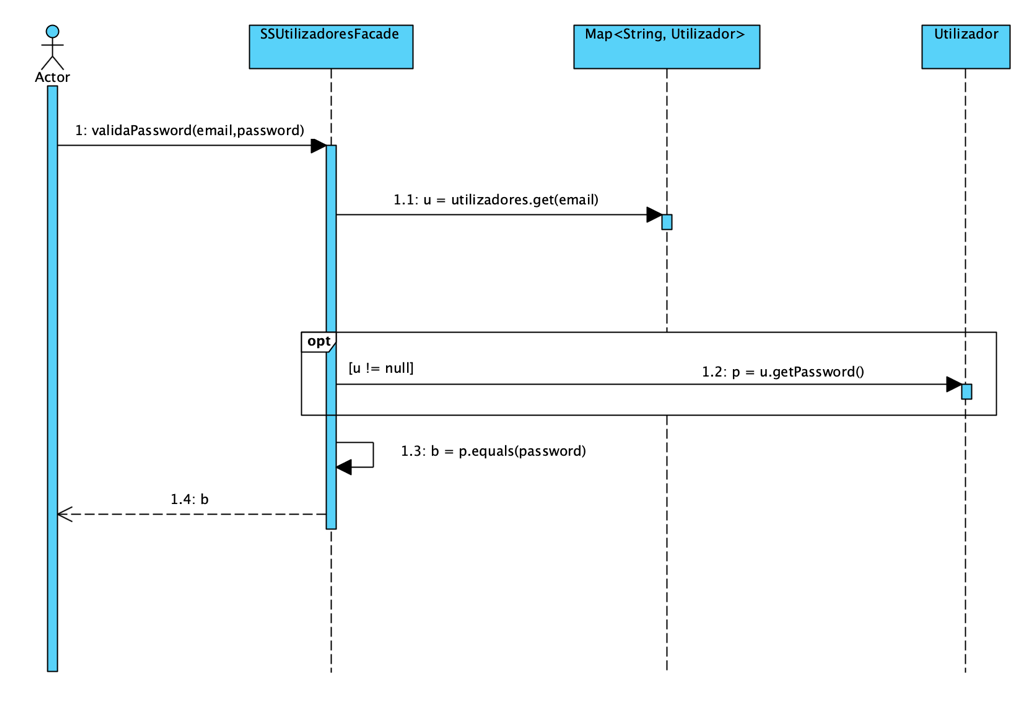 SSUtilizadoresFacade
Map<String, Utilizador>
Utilizador
Actor
1: validaPassword(email,password)
1.1: u = utilizadores.get(email)
opt
[u != null]
1.2: p = u.getPassword()
1.3: b = p.equals(password)
1.4: b